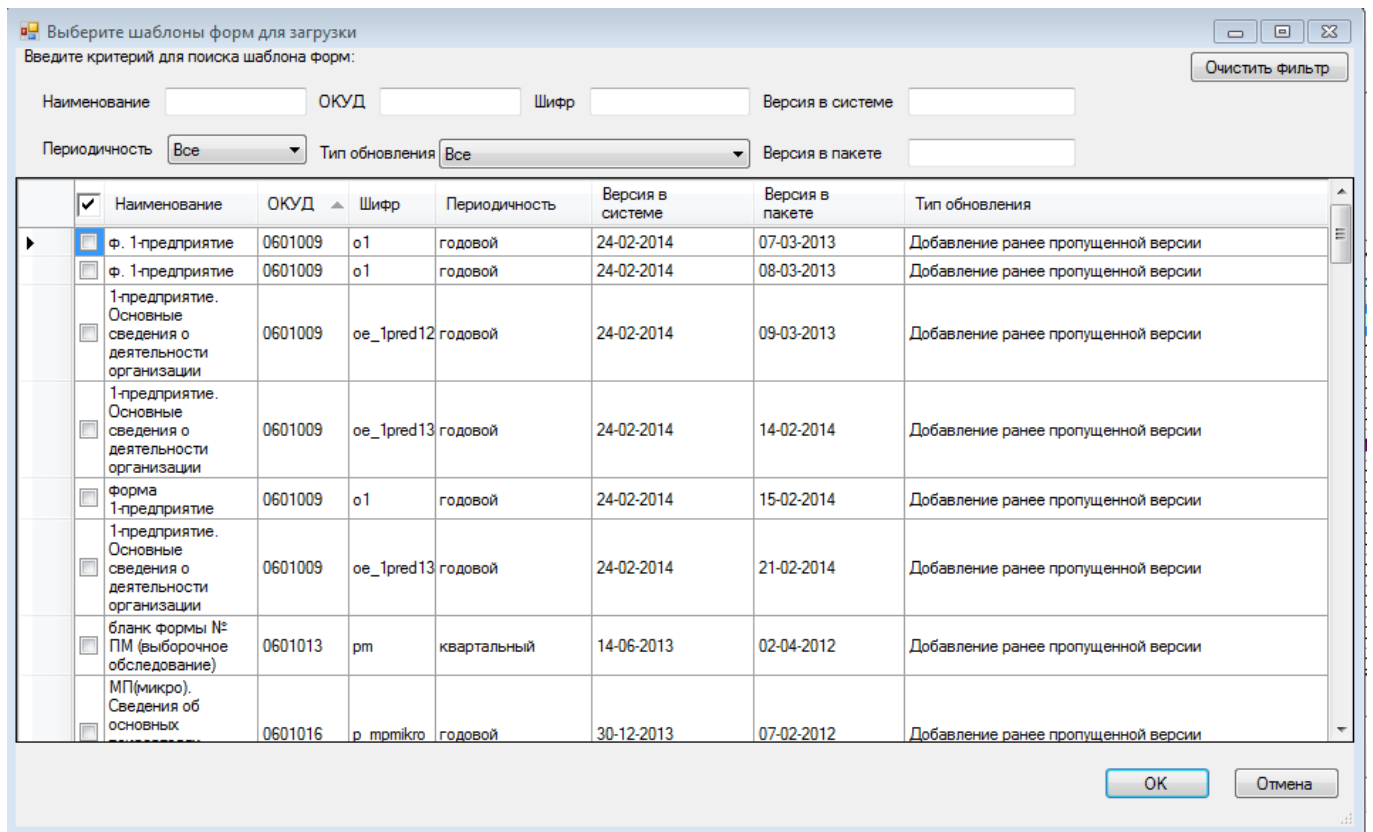 Выберите шаблоны форм для загрузки
Введите критерий для поиска шаблона форм:
Очистить фильтр
Наименование ОКУД Шифр Версия в системе
Периодичность Все Тип обновления Все Версия в пакете
Наименование ОКУД Шифр Периодичность Версия в системе Версия в пакете Тип обновления
ф. 1-предприятие 0601009 o1 годовой 24-02-2014 07-03-2013 Добавление ранее пропущенной версии
ф. 1-предприятие 0601009 o1 годовой 24-02-2014 08-03-2013 Добавление ранее пропущенной версии
1-предприятие.
Основные
сведения о 0601009 oe_1pred12 годовой 24-02-2014 09-03-2013 Добавление ранее пропущенной версии
деятельности
организации
1-предприятие.
Основные
сведения о 0601009 oe_1pred13 годовой 24-02-2014 14-02-2014 Добавление ранее пропущенной версии
деятельности
организации
форма
1-предприятие 0601009 o1 годовой 24-02-2014 15-02-2014 Добавление ранее пропущенной версии
1-предприятие.
Основные
сведения о 0601009 oe_1pred13 годовой 24-02-2014 21-02-2014 Добавление ранее пропущенной версии
деятельности
организации
бланк формы №
ПМ (выборочное 0601013 pm квартальный 14-06-2013 02-04-2012 Добавление ранее пропущенной версии
обследование)
МП(микро).
Сведения об
основных 0601016 p_mpmikro годовой 30-12-2013 07-02-2012 Добавление ранее пропущенной версии
OK Отмена